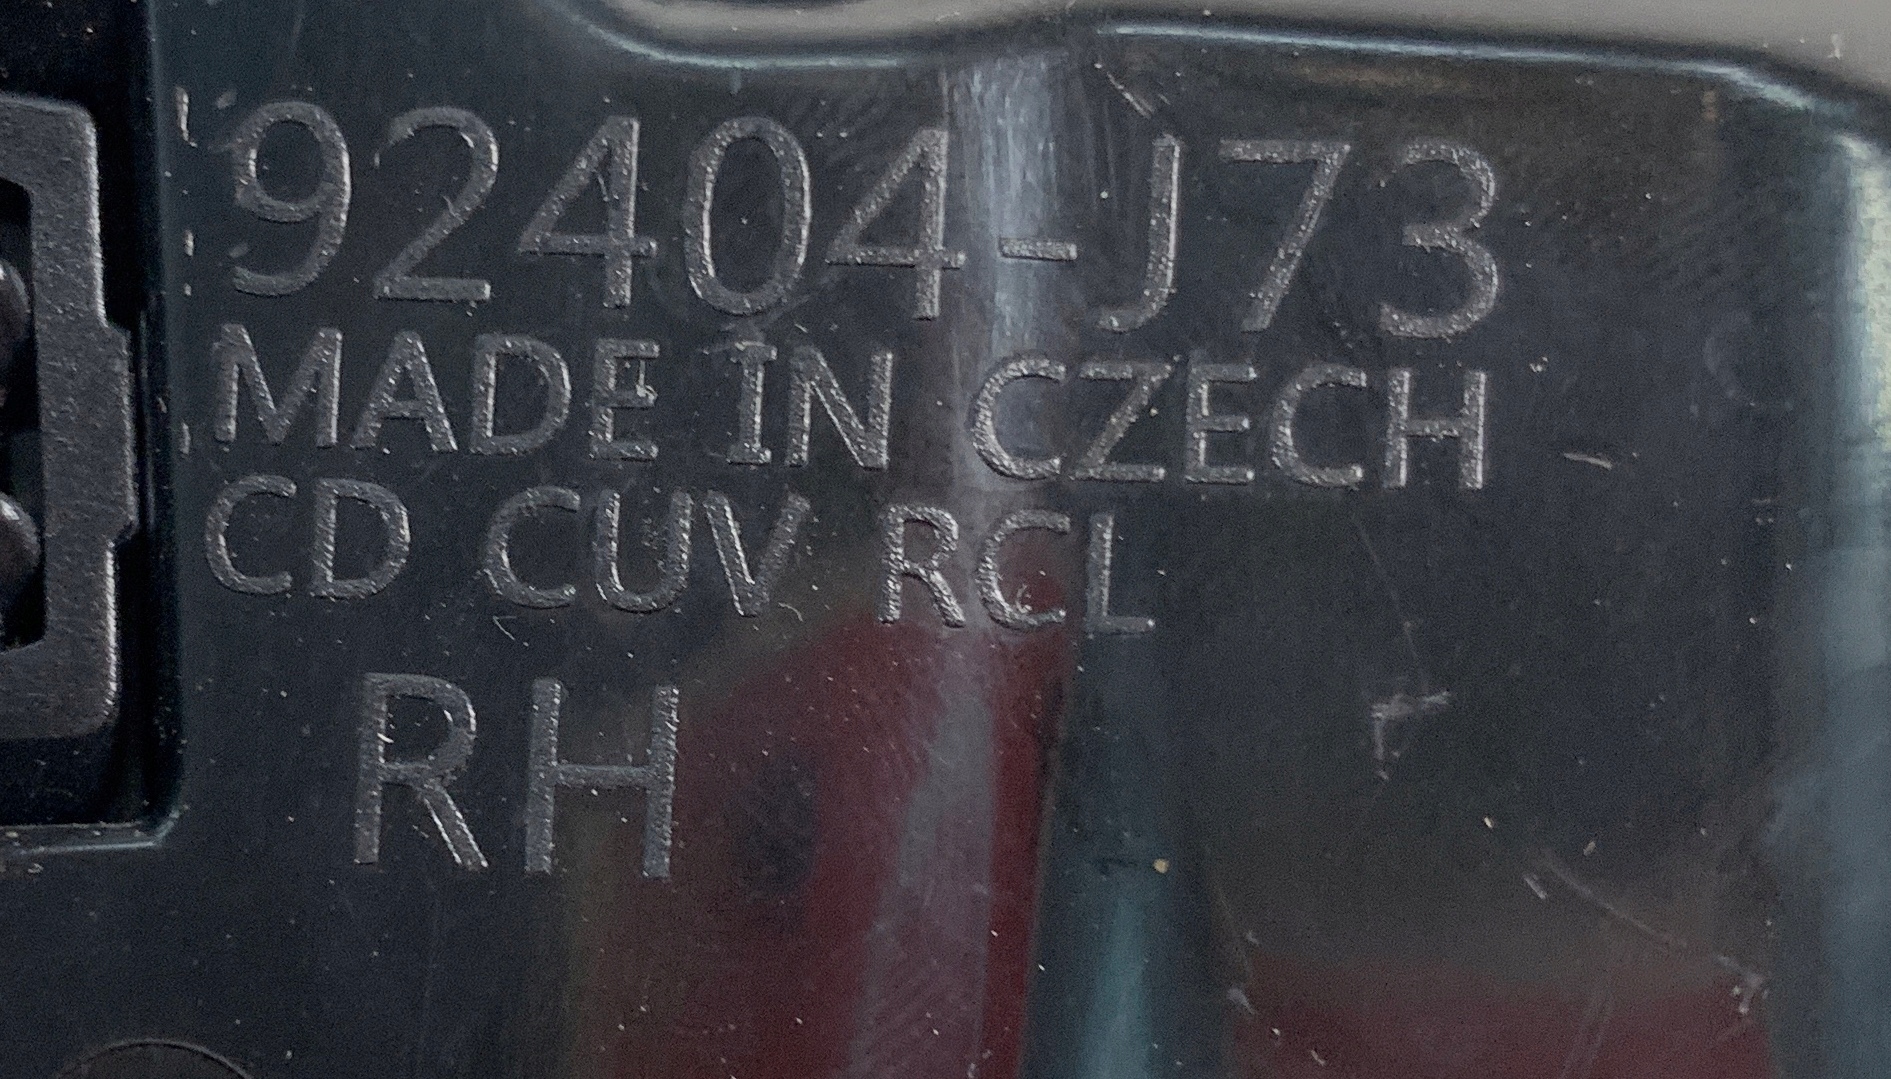 92404-J73
MADE IN CZECH
CD CUV RCL
RH